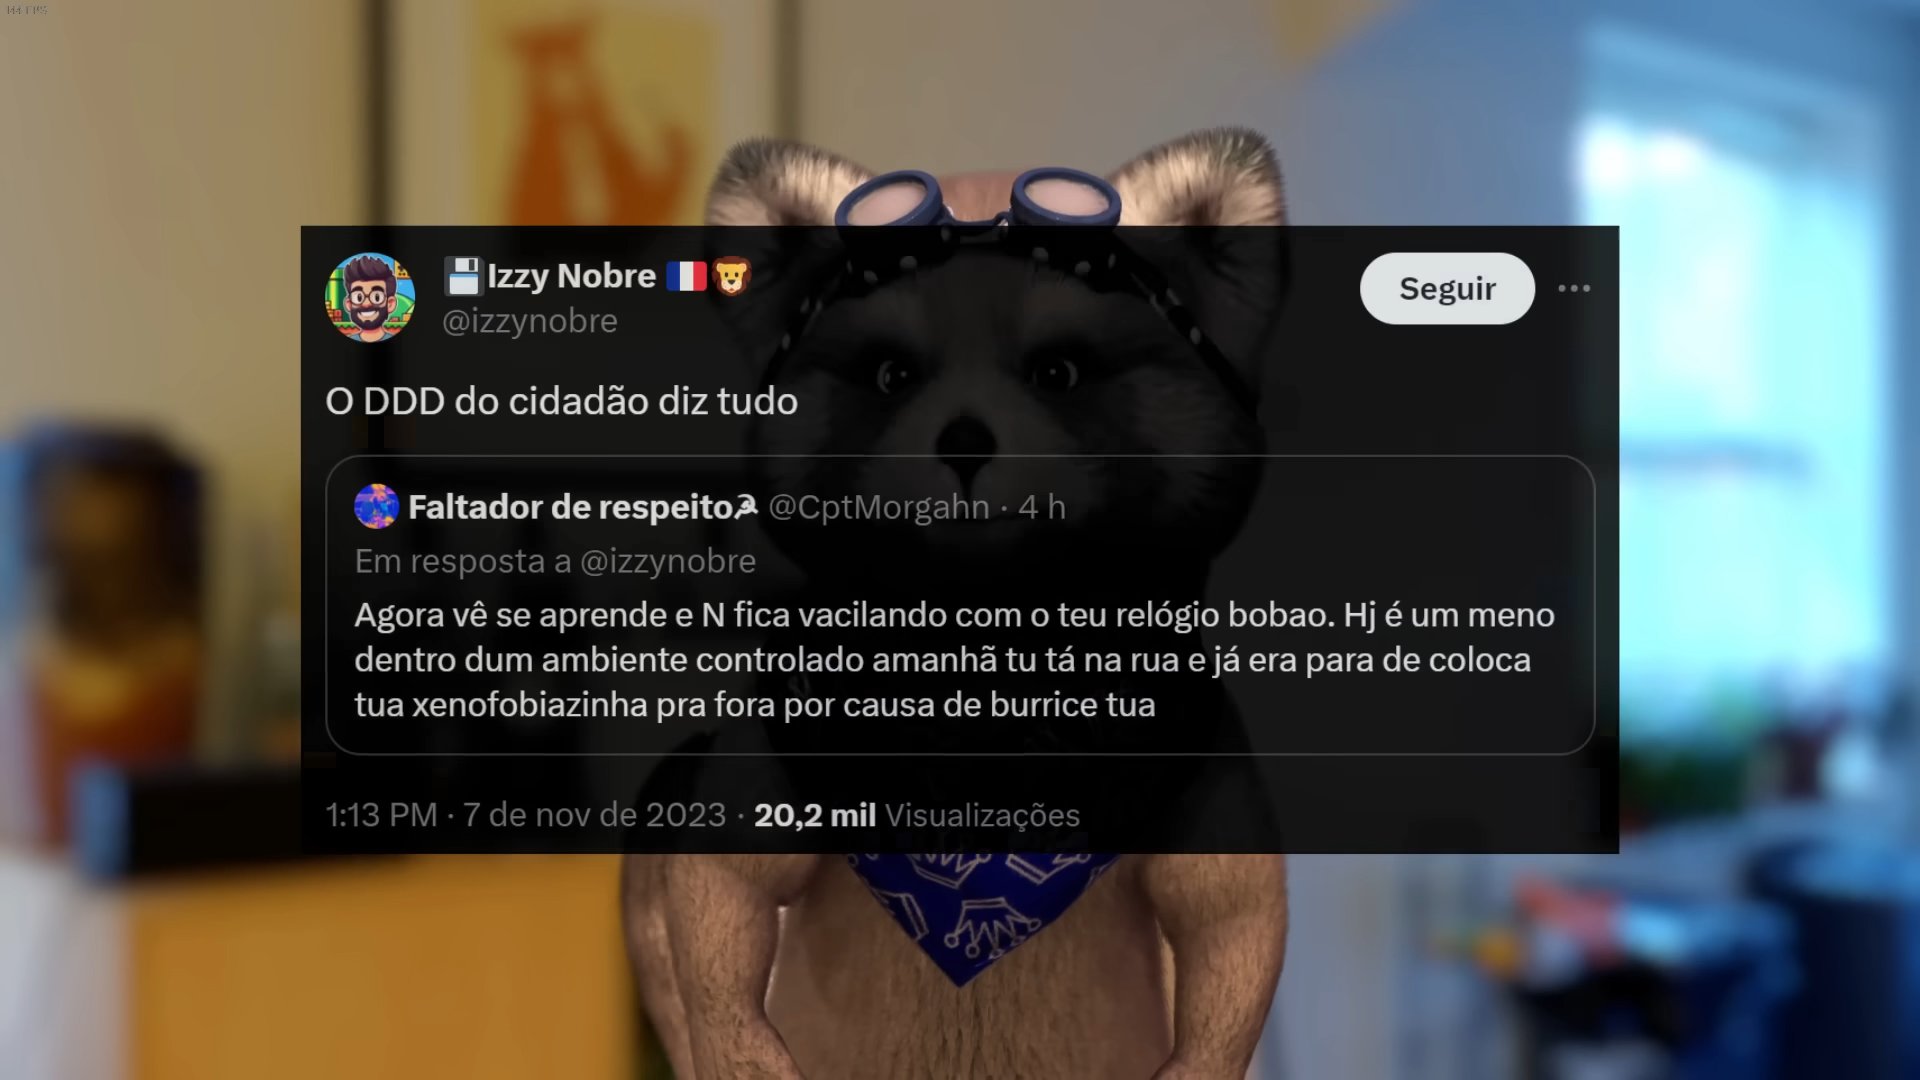 144 FPS
Izzy Nobre
Seguir
@izzynobre
O DDD do cidadão diz tudo
Faltador de respeito☭ @CptMorgahn · 4 h
Em resposta a @izzynobre
Agora vê se aprende e N fica vacilando com o teu relógio bobao. Hj é um meno
dentro dum ambiente controlado amanhã tu tá na rua e já era para de coloca
tua xenofobiazinha pra fora por causa de burrice tua
1:13 PM · 7 de nov de 2023 · 20,2 mil Visualizações